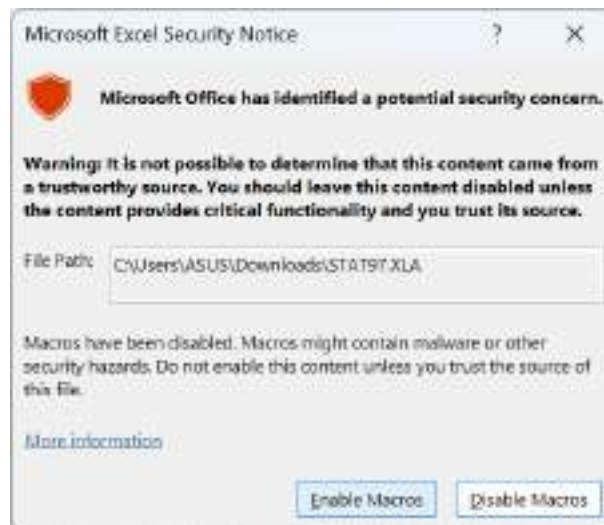 Microsoft Excel Security Notice
Microsoft Office has identified a potential security concern.
Warning: It is not possible to determine that this content came from
a trustworthy source. You should leave this content disabled unless
the content provides critical functionality and you trust its source.
File Path: C:\Users\ASUS\Downloads\STAT97.XLA
Macros have been disabled. Macros might contain malware or other
security hazards. Do not enable this content unless you trust the source of
this file.
More information
Enable Macros Disable Macros